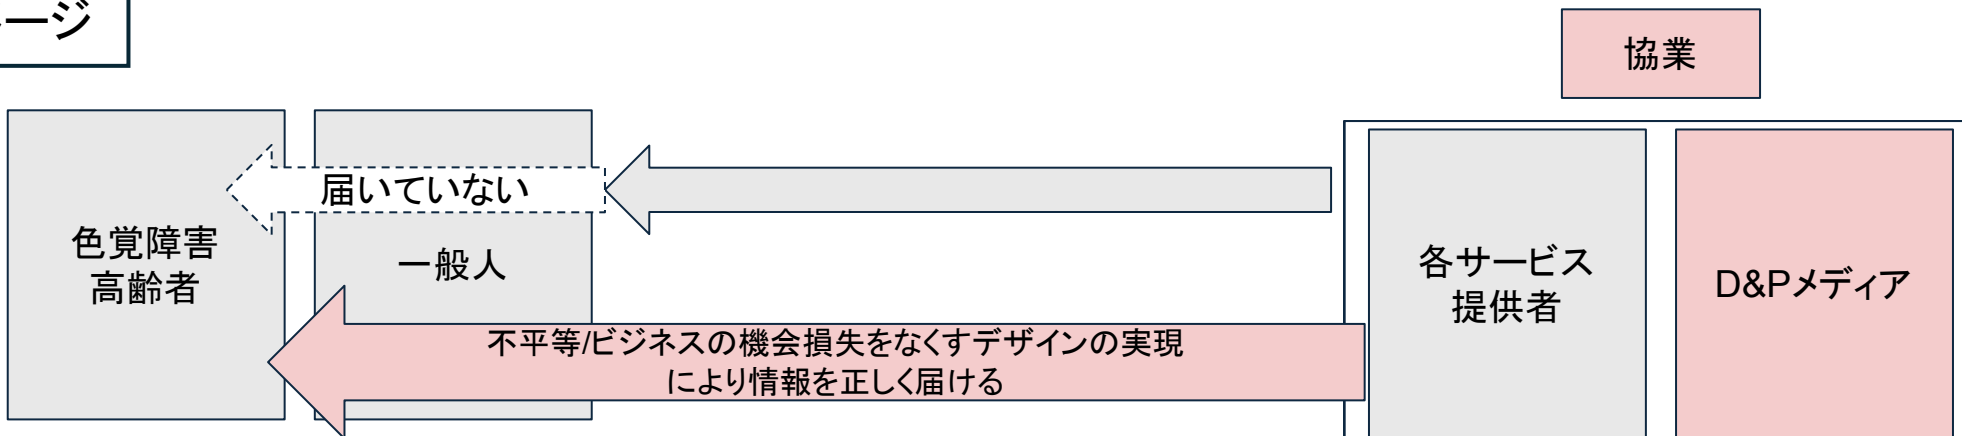 ージ
協業
届いていない
色覚障害
高齢者
一般人
各サービス
提供者
D&Pメディア
不平等/ビジネスの機会損失をなくすデザインの実現
により情報を正しく届ける